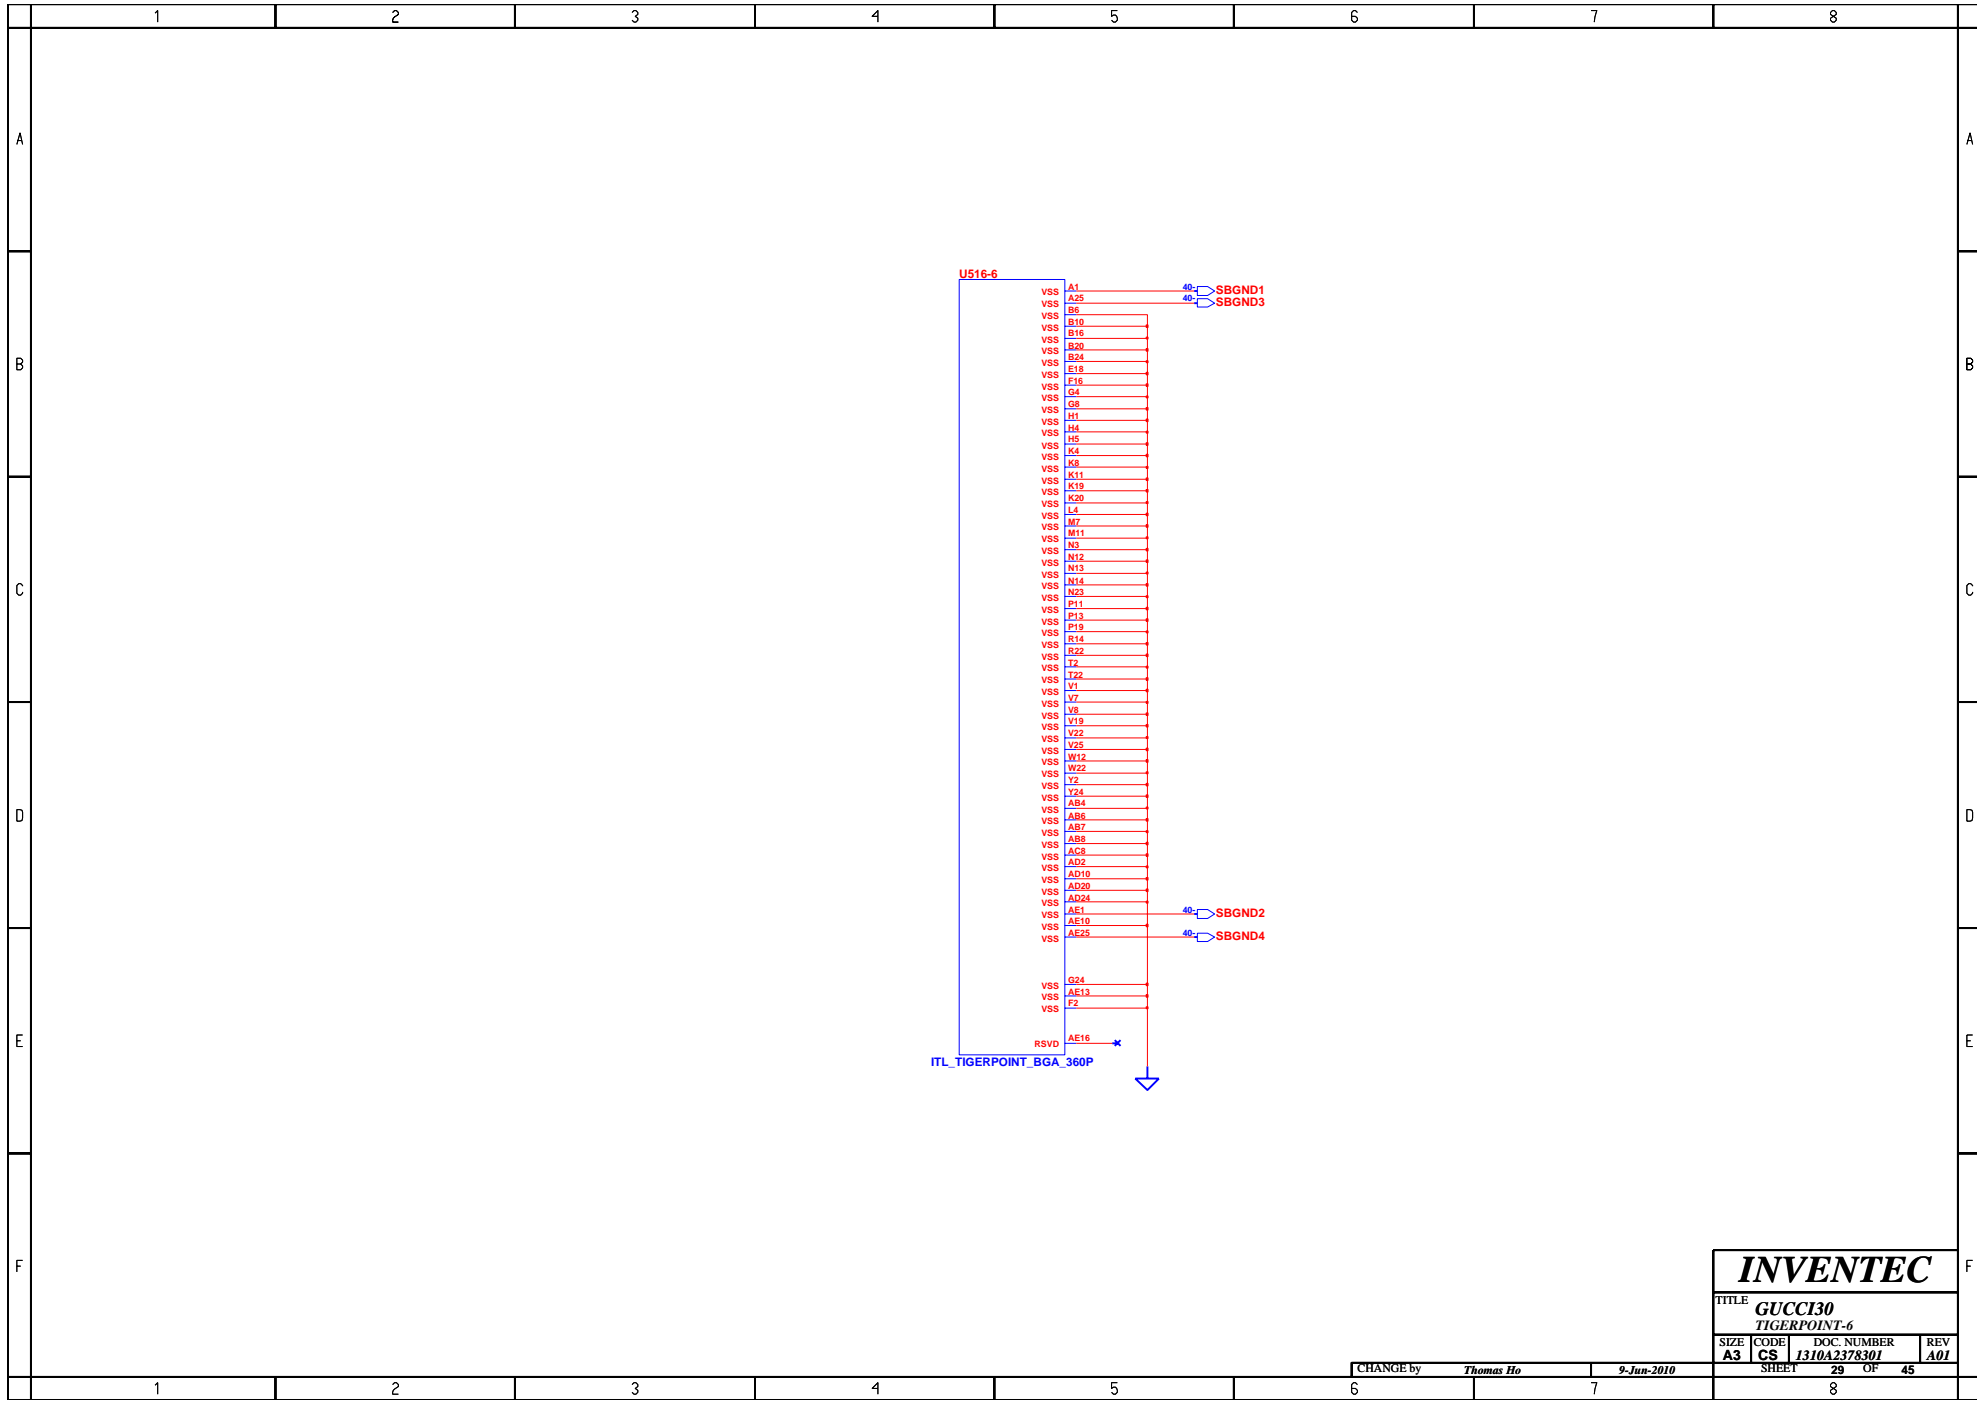 1 2 3 4 5 6 7 8
A A
U516-6
VSS A1 40- SBGND1
VSS A25 40- SBGND3
VSS B6
VSS B10
VSS B16
VSS B20
B VSS B24 B
VSS E18
VSS F16
VSS G4
VSS G8
VSS H1
VSS H4
VSS H5
VSS K4
VSS K8
VSS K11
VSS K19
VSS K20
VSS L4
VSS M7
VSS M11
VSS N3
VSS N12
VSS N13
VSS N14
C VSS N23 C
VSS P11
VSS P13
VSS P19
VSS R14
VSS R22
VSS T2
VSS T22
VSS V1
VSS V7
VSS V8
VSS V19
VSS V22
VSS V25
VSS W12
VSS W22
VSS Y2
VSS Y24
VSS AB4
D VSS AB6 D
VSS AB7
VSS AB8
VSS AC8
VSS AD2
VSS AD10
VSS AD20
VSS AD24
VSS AE1 40- SBGND2
VSS AE10
VSS AE25 40- SBGND4
VSS G24
VSS AE13
VSS F2
E RSVD AE16 E
ITL_TIGERPOINT_BGA_360P
F INVENTEC F
TITLE GUCCI30
TIGERPOINT-6
SIZE CODE DOC. NUMBER REV
A3 CS 1310A2378301 A01
CHANGE by Thomas Ho 9-Jun-2010 SHEET 29 OF 45
1 2 3 4 5 6 7 8